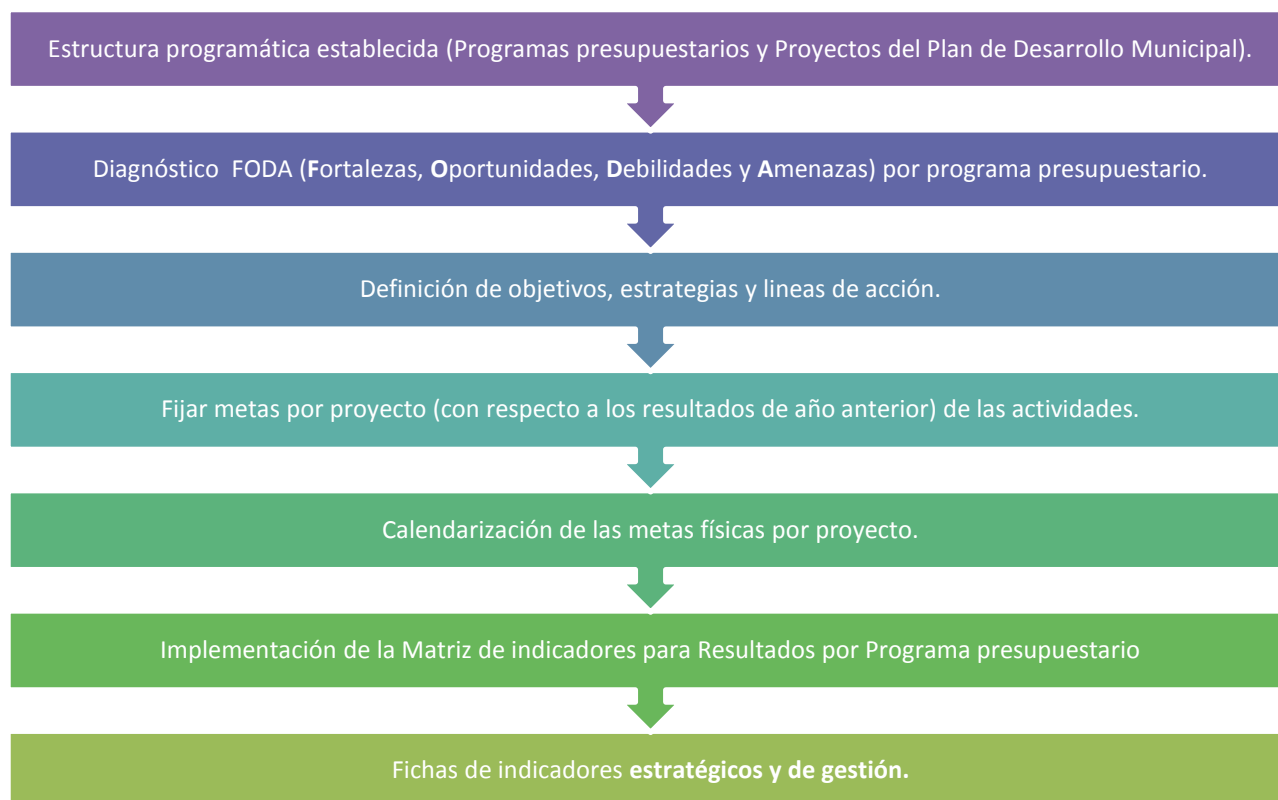 Estructura programática establecida (Programas presupuestarios y Proyectos del Plan de Desarrollo Municipal).
Diagnóstico  FODA (Fortalezas, Oportunidades, Debilidades y Amenazas) por programa presupuestario.
Definición de objetivos, estrategias y lineas de acción.
Fijar metas por proyecto (con respecto a los resultados de año anterior) de las actividades.
Calendarización de las metas físicas por proyecto.
Implementación de la Matriz de indicadores para Resultados por Programa presupuestario
Fichas de indicadores estratégicos y de gestión.